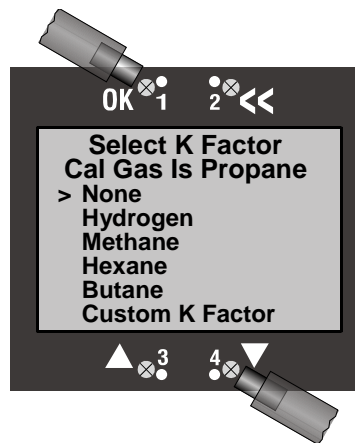 OK 1 2 <<
Select K Factor
Cal Gas Is Propane
> None
Hydrogen
Methane
Hexane
Butane
Custom K Factor
3 4